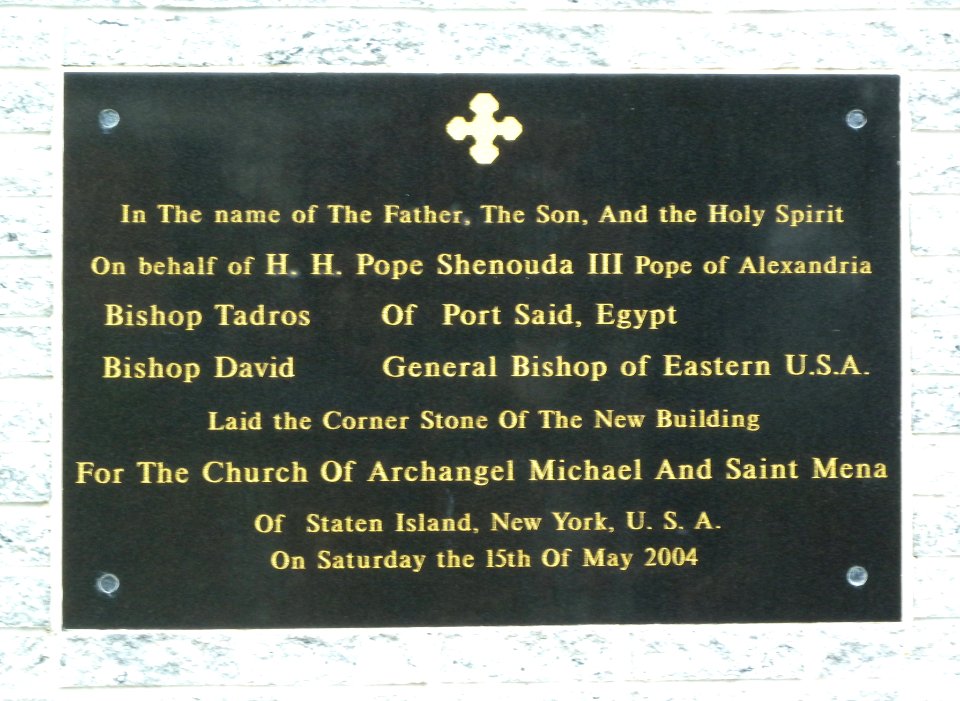 In The name of The Father, The Son, And the Holy Spirit
On behalf of H. H. Pope Shenouda III Pope of Alexandria
Bishop Tadros Of Port Said, Egypt
Bishop David General Bishop of Eastern U.S.A.
Laid the Corner Stone Of The New Building
For The Church Of Archangel Michael And Saint Mena
Of Staten Island, New York, U. S. A.
On Saturday the 15th Of May 2004